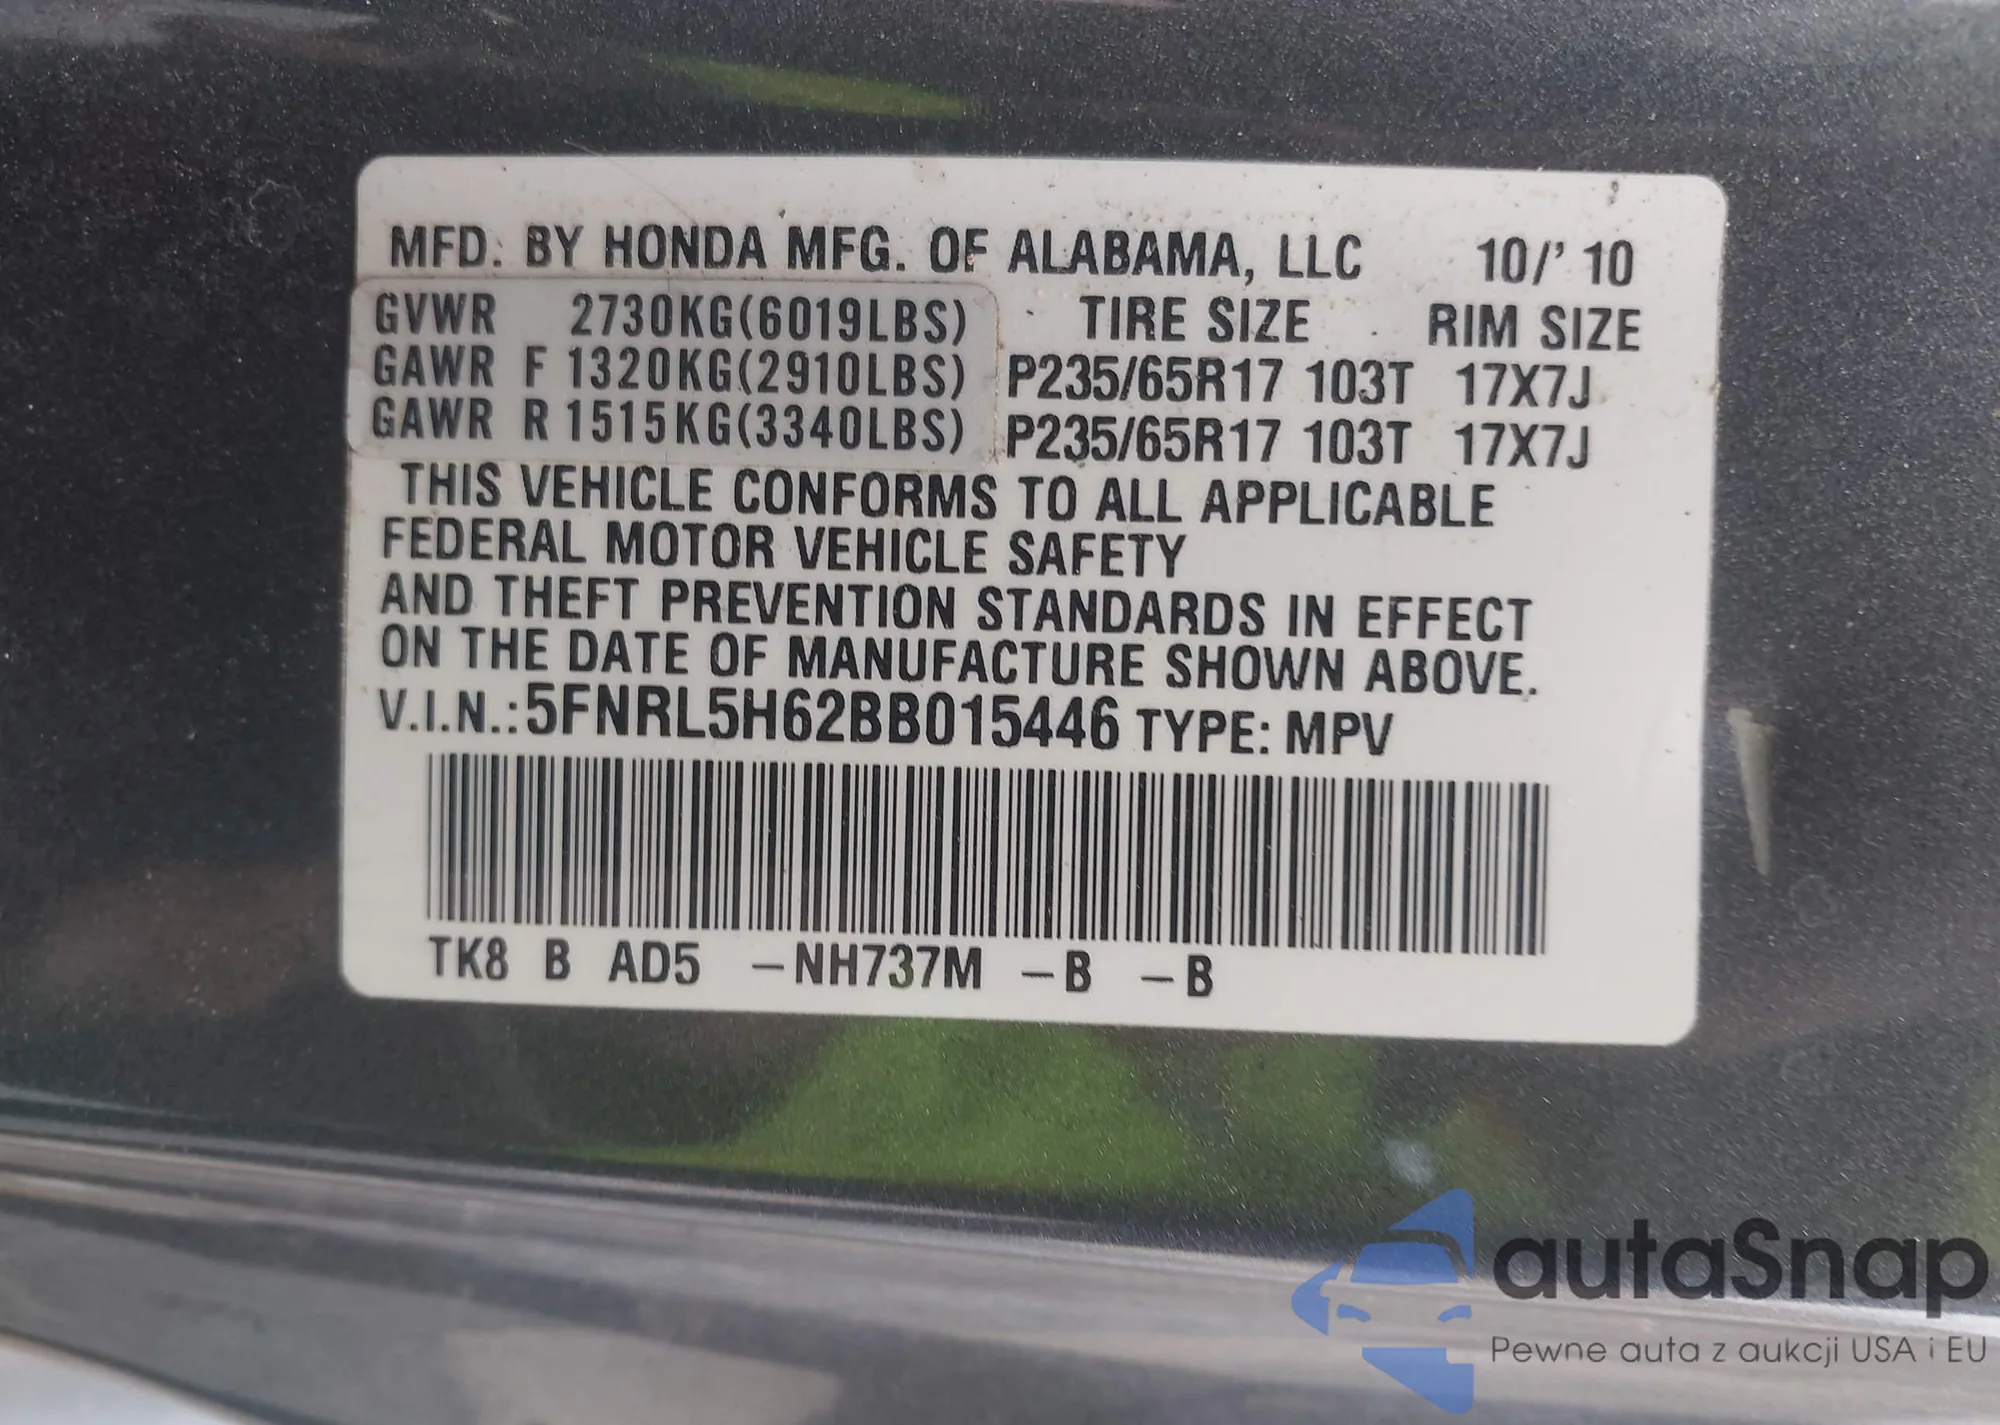 MFD. BY HONDA MFG. OF ALABAMA, LLC 10/' 10
GVWR 2730KG(6019LBS) TIRE SIZE RIM SIZE
GAWR F 1320KG(2910LBS) P235/65R17 103T 17X7J
GAWR R 1515KG(3340LBS) P235/65R17 103T 17X7J
THIS VEHICLE CONFORMS TO ALL APPLICABLE
FEDERAL MOTOR VEHICLE SAFETY
AND THEFT PREVENTION STANDARDS IN EFFECT
ON THE DATE OF MANUFACTURE SHOWN ABOVE.
V.I.N.:5FNRL5H62BB015446 TYPE: MPV
TK8 B AD5 –NH737M –B –B
autaSnap
Pewne auta z aukcji USA i EU